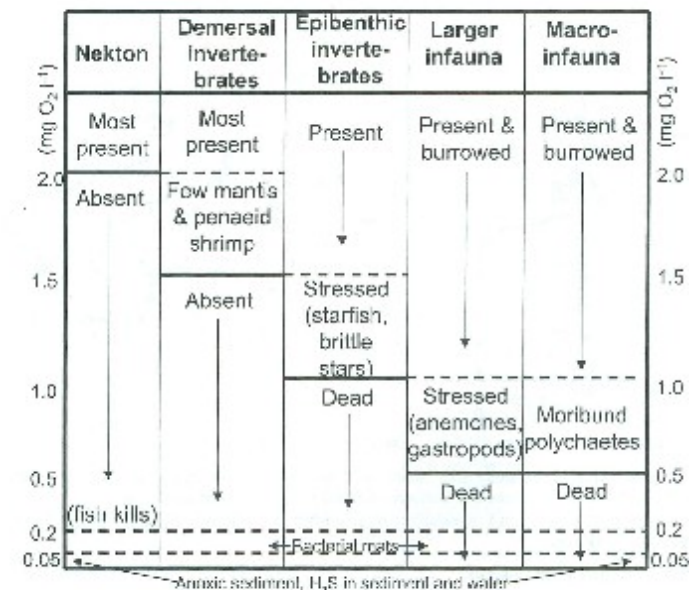 Nekton
Demersal
inverte-
brates
Epibenthic
inverte-
brates
Larger
infauna
Macro-
infauna
(mg O2 l-1)
(mg O2 l-1)
Most
present
Most
present
Present
Present &
burrowed
Present &
burrowed
2.0
2.0
Absent
Few mantis
& penaeid
shrimp
1.5
1.5
Absent
Stressed
(starfish,
brittle
stars)
1.0
1.0
Dead
Stressed
(anemones,
gastropods)
Moribund
polychaetes
0.5
0.5
(fish kills)
Dead
Dead
0.2
0.2
Bacterial mats
0.05
0.05
Anoxic sediment, H2S in sediment and water